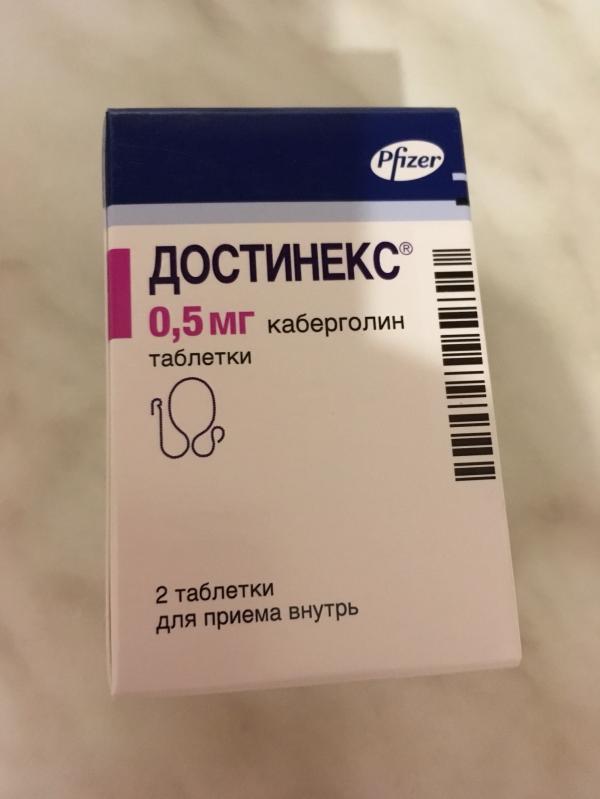 Pfizer
ДОСТИНЕКС®
0,5 мг каберголин
таблетки
2 таблетки
для приема внутрь